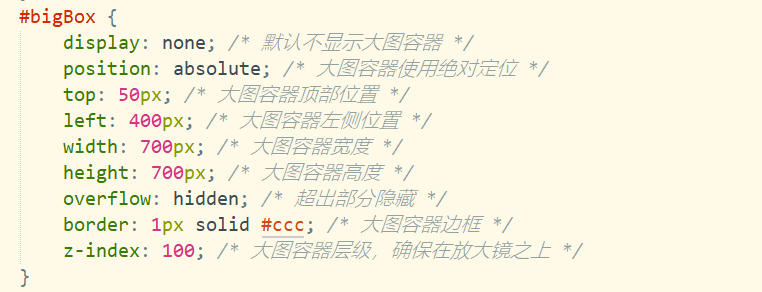 #bigBox {
display: none; /* 默认不显示大图容器 */
position: absolute; /* 大图容器使用绝对定位 */
top: 50px; /* 大图容器顶部位置 */
left: 400px; /* 大图容器左侧位置 */
width: 700px; /* 大图容器宽度 */
height: 700px; /* 大图容器高度 */
overflow: hidden; /* 超出部分隐藏 */
border: 1px solid #ccc; /* 大图容器边框 */
z-index: 100; /* 大图容器层级，确保在放大镜之上 */
}